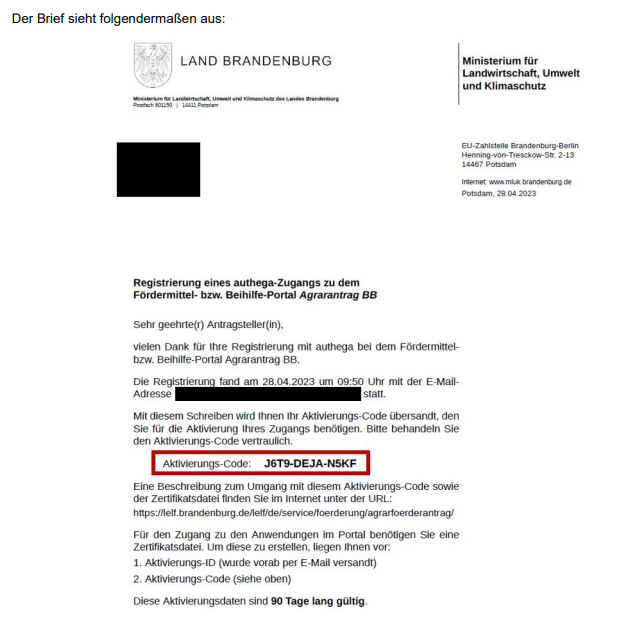 Der Brief sieht folgendermaßen aus:
LAND BRANDENBURG
Ministerium für
Landwirtschaft, Umwelt
und Klimaschutz
Ministerium für Landwirtschaft, Umwelt und Klimaschutz des Landes Brandenburg
Postfach 601150 | 14411 Potsdam
EU-Zahlstelle Brandenburg-Berlin
Henning-von-Tresckow-Str. 2-13
14467 Potsdam
Internet: www.mluk.brandenburg.de
Potsdam, 28.04.2023
Registrierung eines authega-Zugangs zu dem
Fördermittel- bzw. Beihilfe-Portal Agrarantrag BB
Sehr geehrte(r) Antragsteller(in),
vielen Dank für Ihre Registrierung mit authega bei dem Fördermittel-
bzw. Beihilfe-Portal Agrarantrag BB.
Die Registrierung fand am 28.04.2023 um 09:50 Uhr mit der E-Mail-
Adresse statt.
Mit diesem Schreiben wird Ihnen Ihr Aktivierungs-Code übersandt, den
Sie für die Aktivierung Ihres Zugangs benötigen. Bitte behandeln Sie
den Aktivierungs-Code vertraulich.
Aktivierungs-Code: J6T9-DEJA-N5KF
Eine Beschreibung zum Umgang mit diesem Aktivierungs-Code sowie
der Zertifikatsdatei finden Sie im Internet unter der URL:
https://lelf.brandenburg.de/lelf/de/service/foerderung/agrarfoerderantrag/
Für den Zugang zu den Anwendungen im Portal benötigen Sie eine
Zertifikatsdatei. Um diese zu erstellen, liegen Ihnen vor:
1. Aktivierungs-ID (wurde vorab per E-Mail versandt)
2. Aktivierungs-Code (siehe oben)
Diese Aktivierungsdaten sind 90 Tage lang gültig.